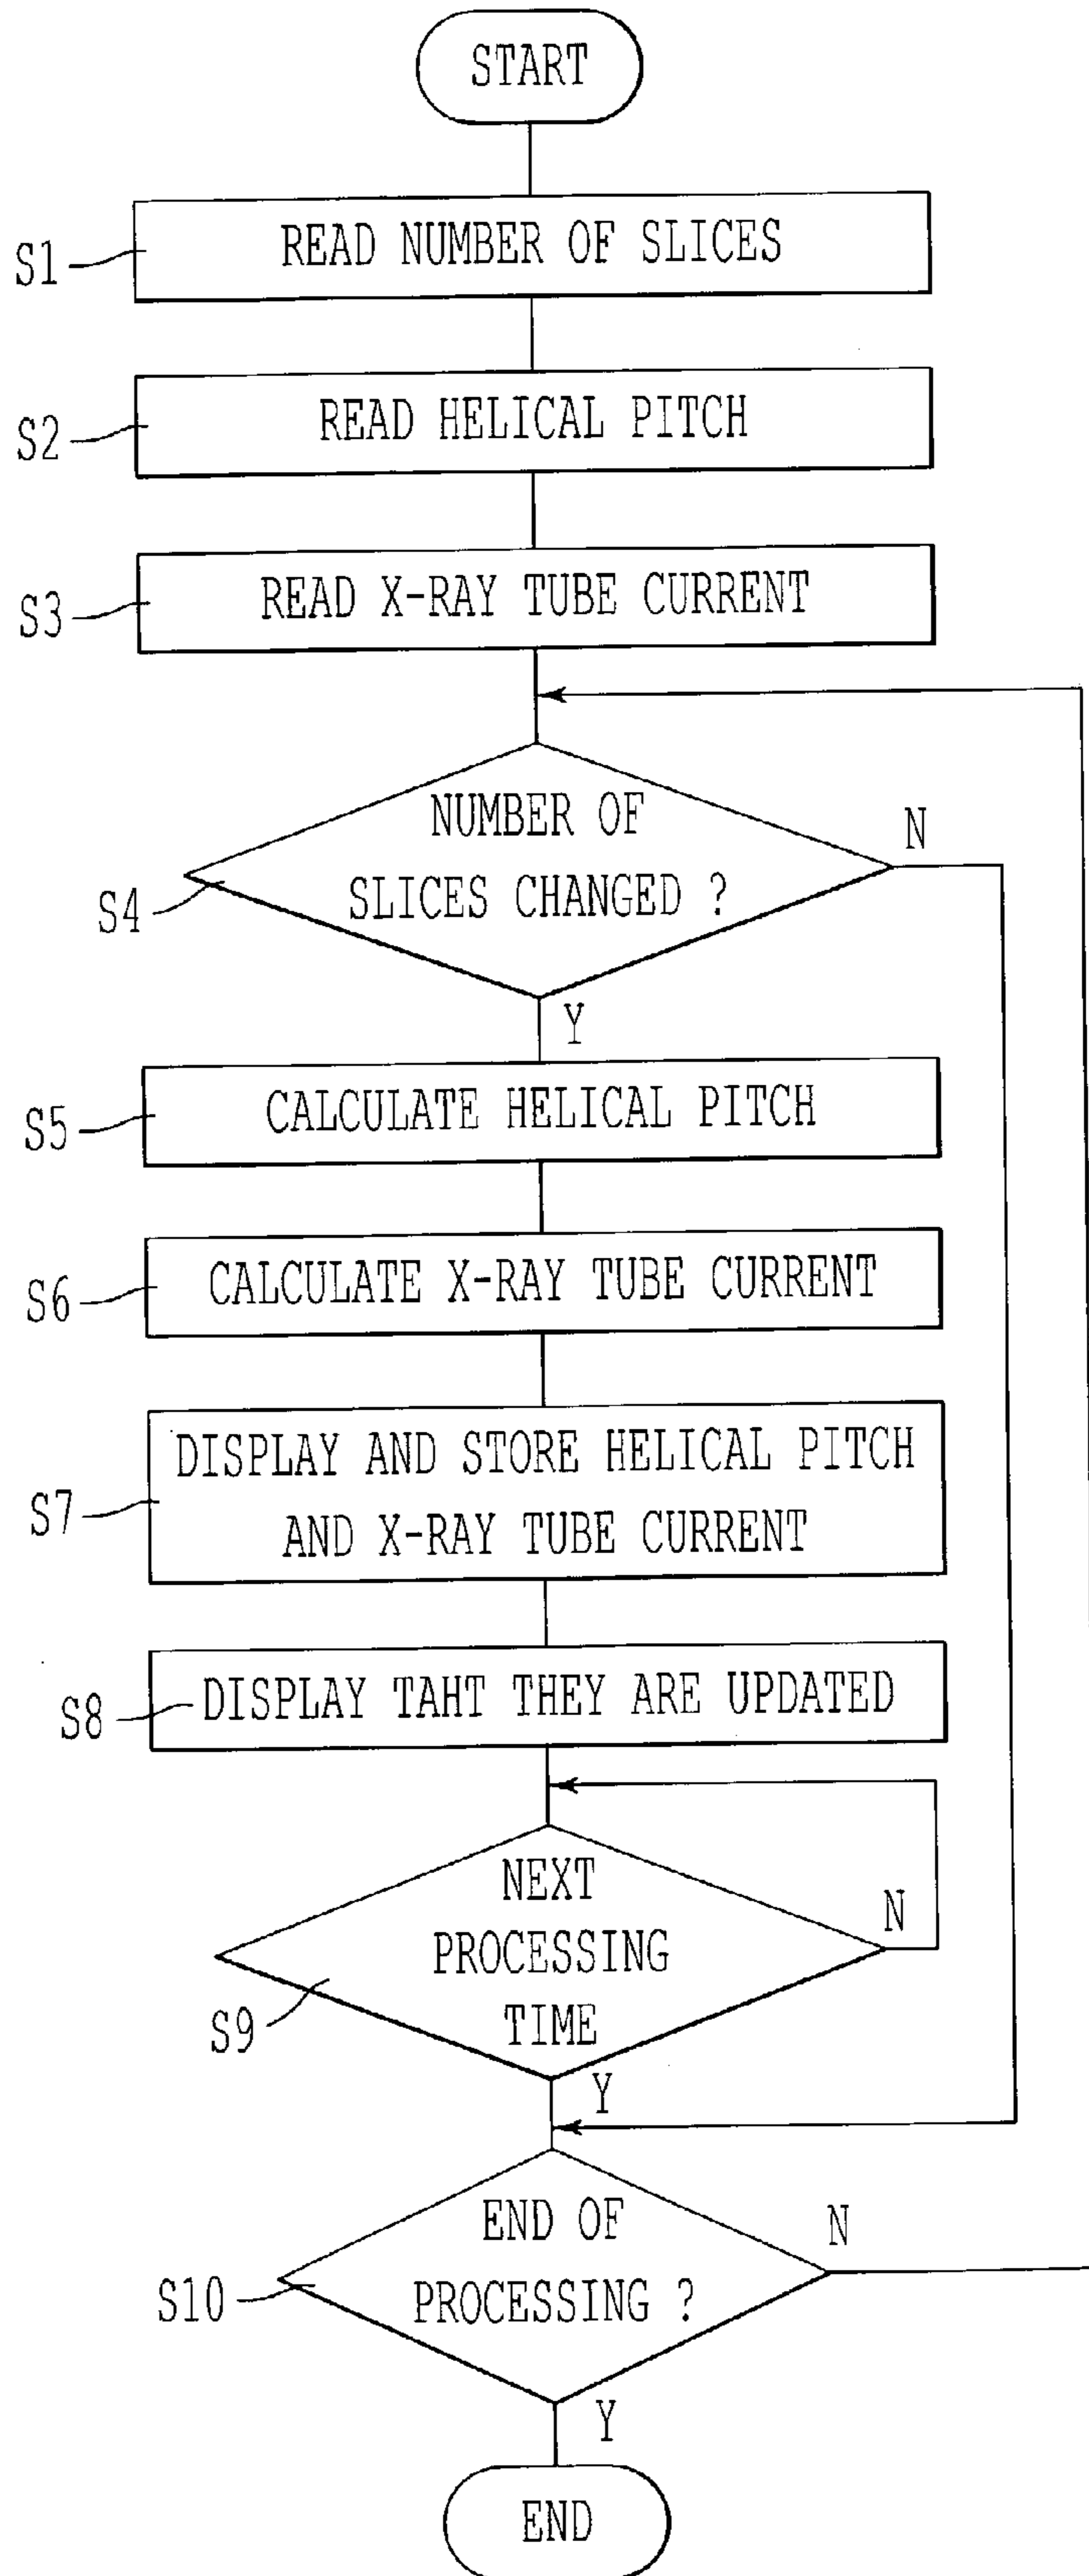 START
S1
READ NUMBER OF SLICES
S2
READ HELICAL PITCH
S3
READ X-RAY TUBE CURRENT
S4
NUMBER OF
SLICES CHANGED ?
N
Y
S5
CALCULATE HELICAL PITCH
S6
CALCULATE X-RAY TUBE CURRENT
S7
DISPLAY AND STORE HELICAL PITCH
AND X-RAY TUBE CURRENT
S8
DISPLAY TAHT THEY ARE UPDATED
S9
NEXT
PROCESSING
TIME
N
Y
S10
END OF
PROCESSING ?
N
Y
END